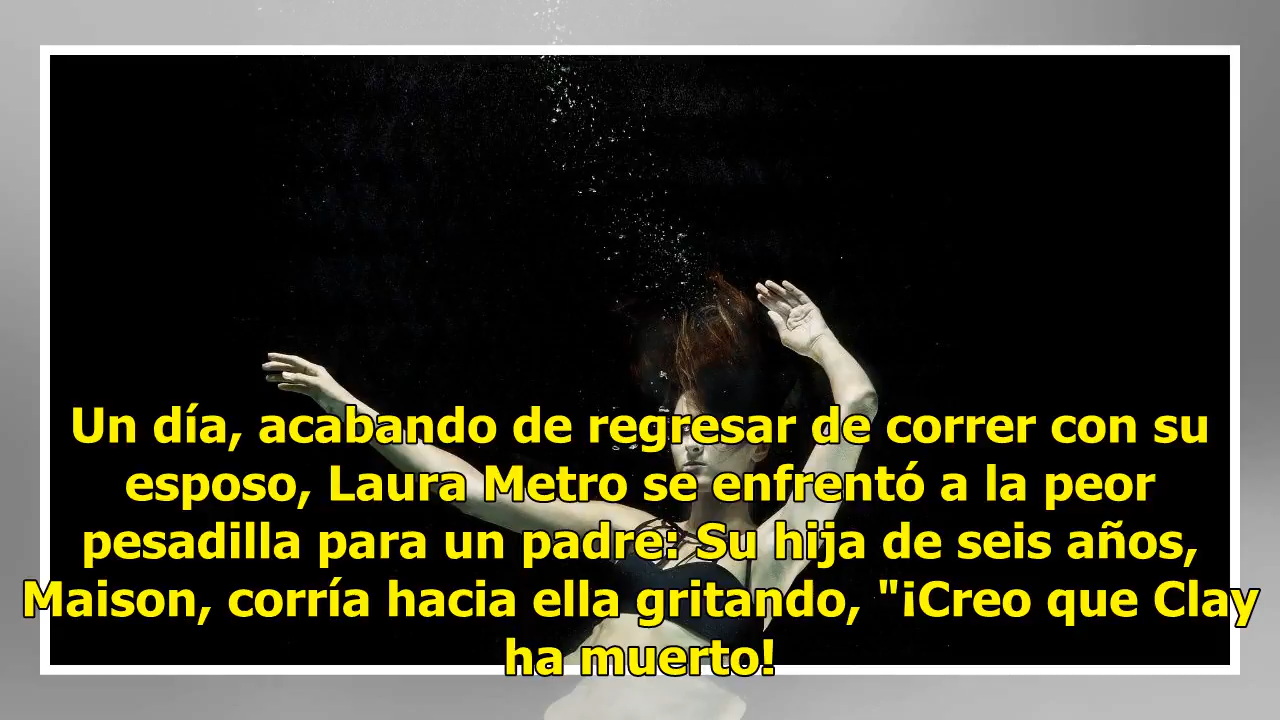 Un día, acabando de regresar de correr con su
esposo, Laura Metro se enfrentó a la peor
pesadilla para un padre: Su hija de seis años,
Maison, corría hacia ella gritando, "¡Creo que Clay
ha muerto!